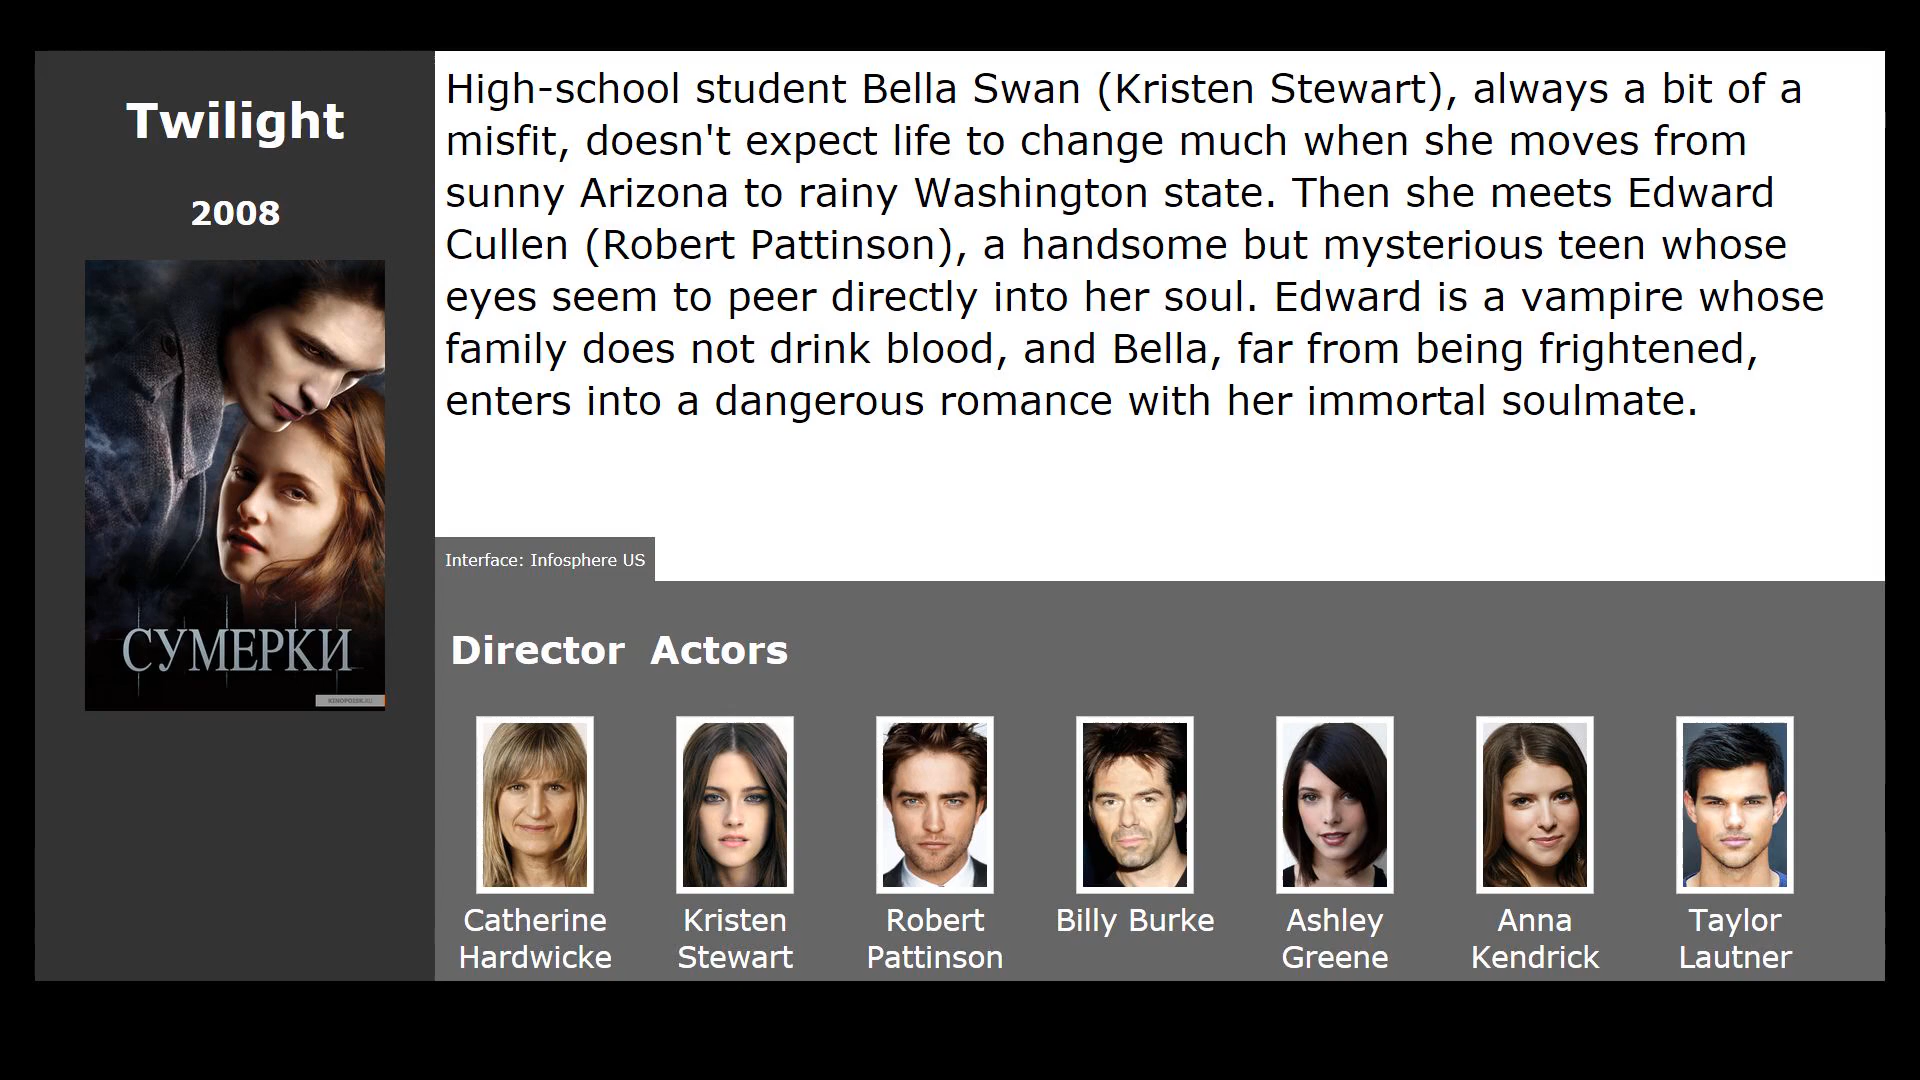 Twilight
2008
СУМЕРКИ
KINOPOISK.RU
High-school student Bella Swan (Kristen Stewart), always a bit of a
misfit, doesn't expect life to change much when she moves from
sunny Arizona to rainy Washington state. Then she meets Edward
Cullen (Robert Pattinson), a handsome but mysterious teen whose
eyes seem to peer directly into her soul. Edward is a vampire whose
family does not drink blood, and Bella, far from being frightened,
enters into a dangerous romance with her immortal soulmate.
Interface: Infosphere US
Director Actors
Catherine
Hardwicke
Kristen
Stewart
Robert
Pattinson
Billy Burke
Ashley
Greene
Anna
Kendrick
Taylor
Lautner